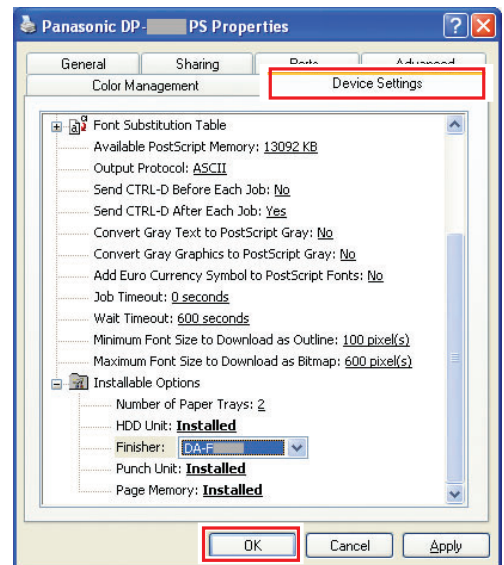 Panasonic DP- PS Properties
General Sharing Ports Advanced
Color Management Device Settings
Font Substitution Table
Available PostScript Memory: 13092 KB
Output Protocol: ASCII
Send CTRL-D Before Each Job: No
Send CTRL-D After Each Job: Yes
Convert Gray Text to PostScript Gray: No
Convert Gray Graphics to PostScript Gray: No
Add Euro Currency Symbol to PostScript Fonts: No
Job Timeout: 0 seconds
Wait Timeout: 600 seconds
Minimum Font Size to Download as Outline: 100 pixel(s)
Maximum Font Size to Download as Bitmap: 600 pixel(s)
Installable Options
Number of Paper Trays: 2
HDD Unit: Installed
Finisher: DA-F
Punch Unit: Installed
Page Memory: Installed
OK Cancel Apply